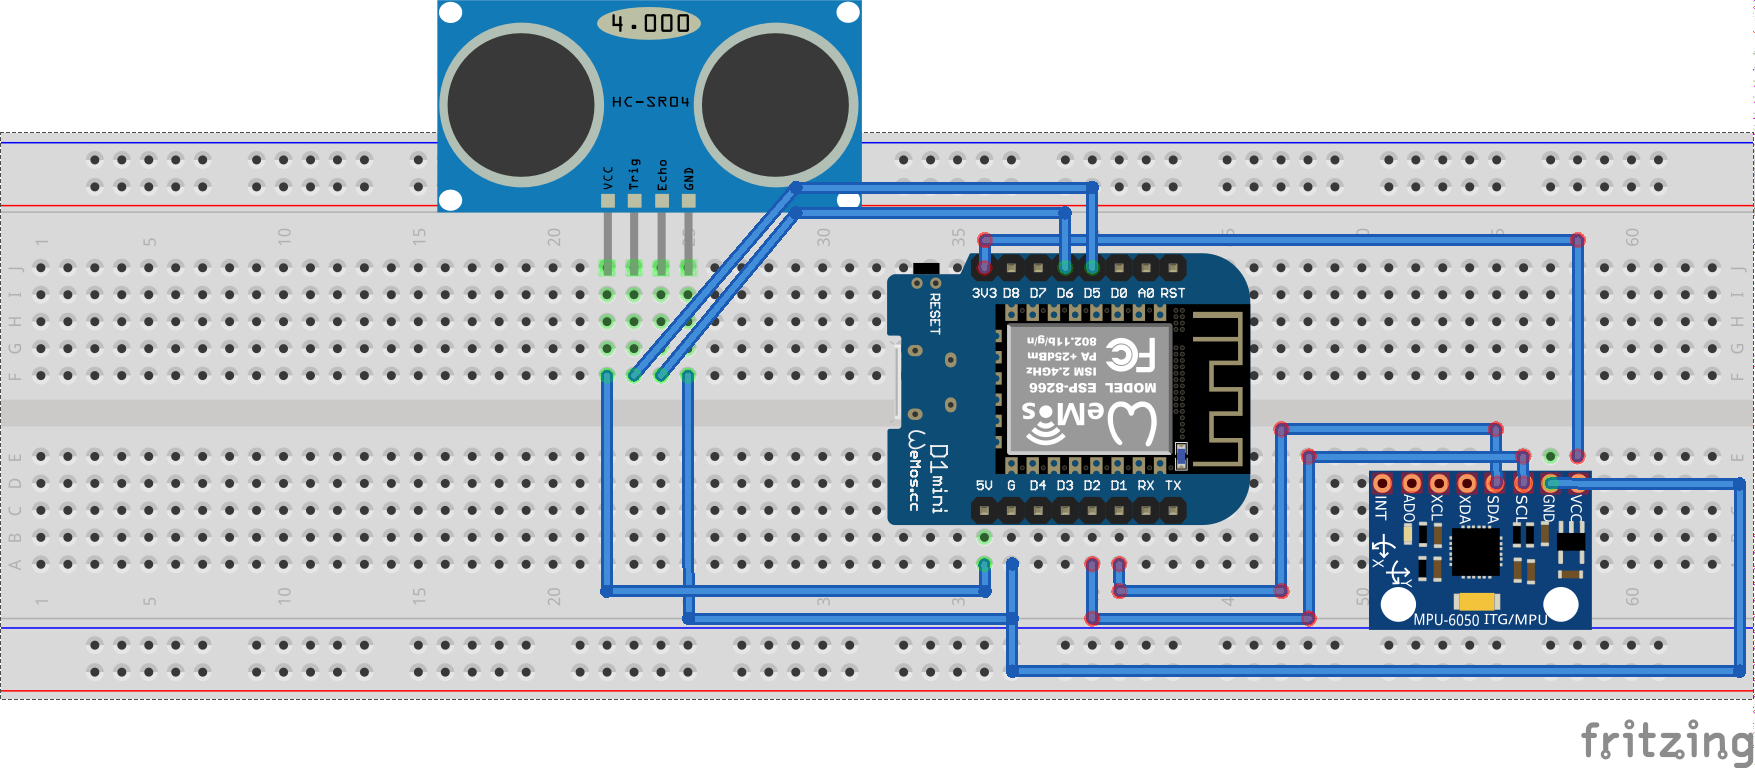 4.000
HC-SR04
VCC Trig Echo GND
1 5 10 15 20 30 35 60
J J
I I
H H
G G
F F
3V3 D8 D7 D6 D5 D0 A0 RST
RESET
802.11b/g/n
PA +25dBm
ISM 2.4GHz
MODEL ESP-8266
FC
WeMos
D1 mini
WeMos.cc
5V G D4 D3 D2 D1 RX TX
E E
D
C
B
A
INT AD0 XCL XDA SDA SCL GND VCC
X
Y
MPU-6050 ITG/MPU
1 5 10 15 20 30 50 60
fritzing